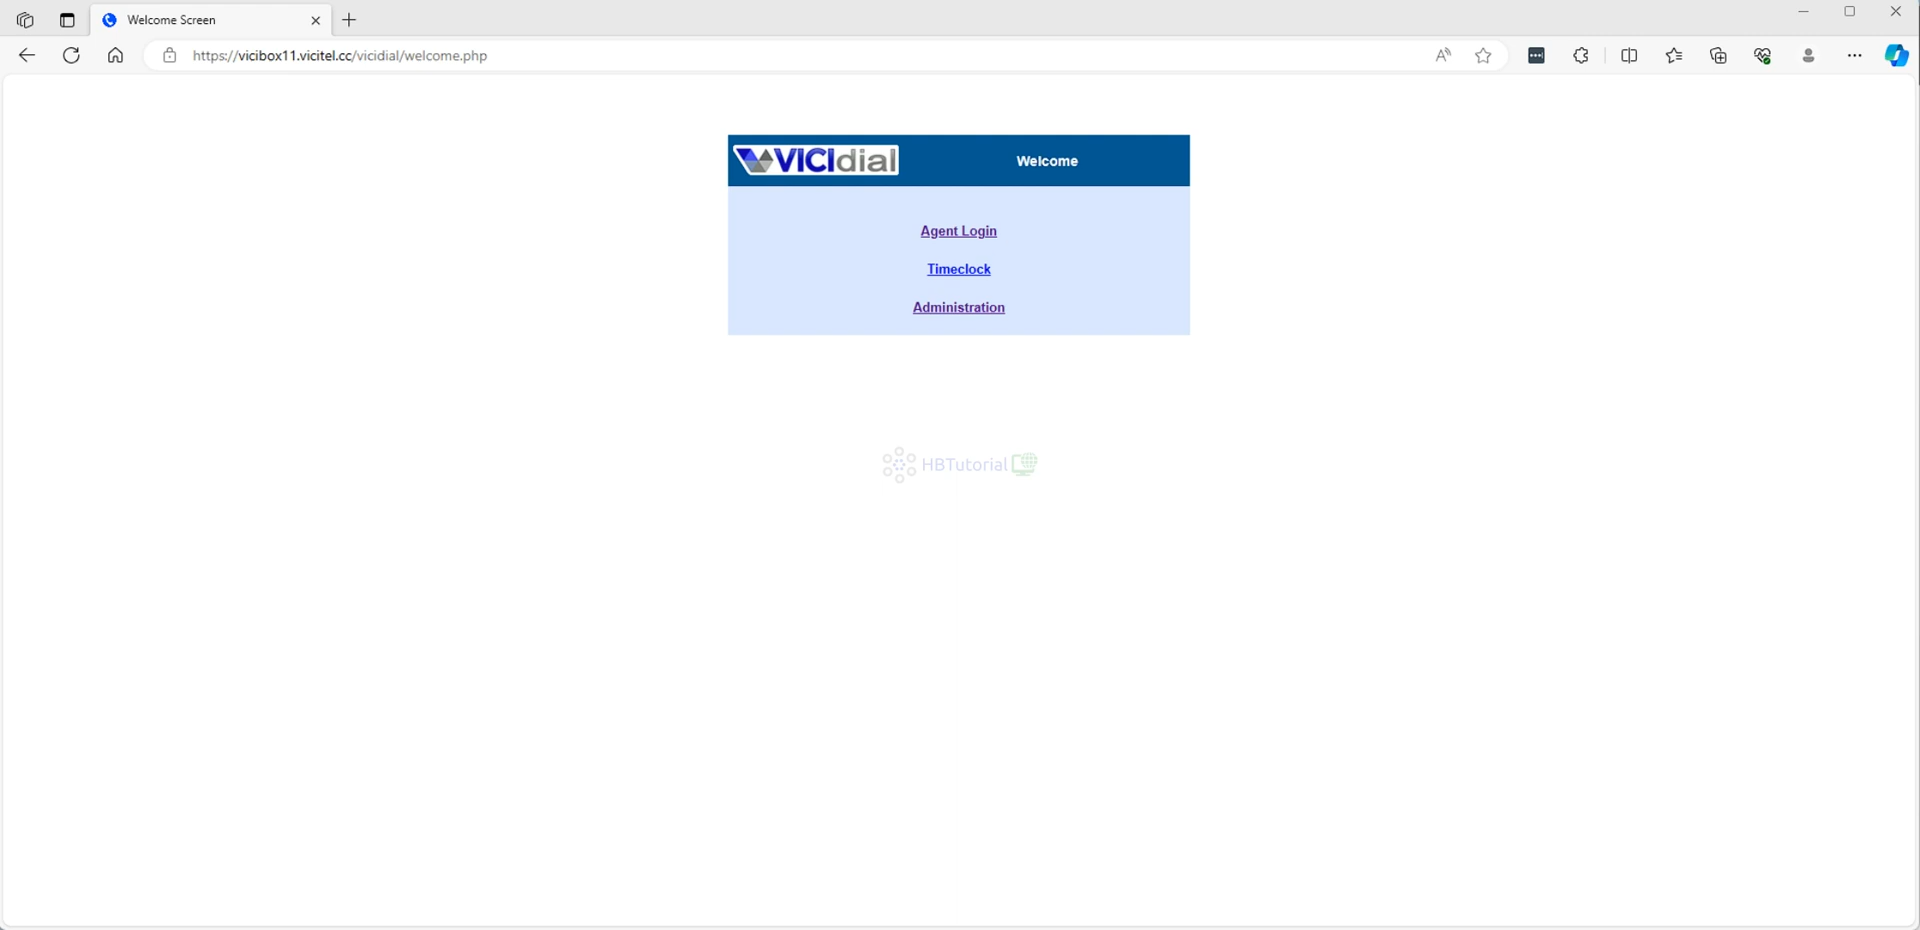 Welcome Screen
https://vicibox11.vicitel.cc/vicidial/welcome.php
VICIdial
Welcome
Agent Login
Timeclock
Administration
HBTutorial